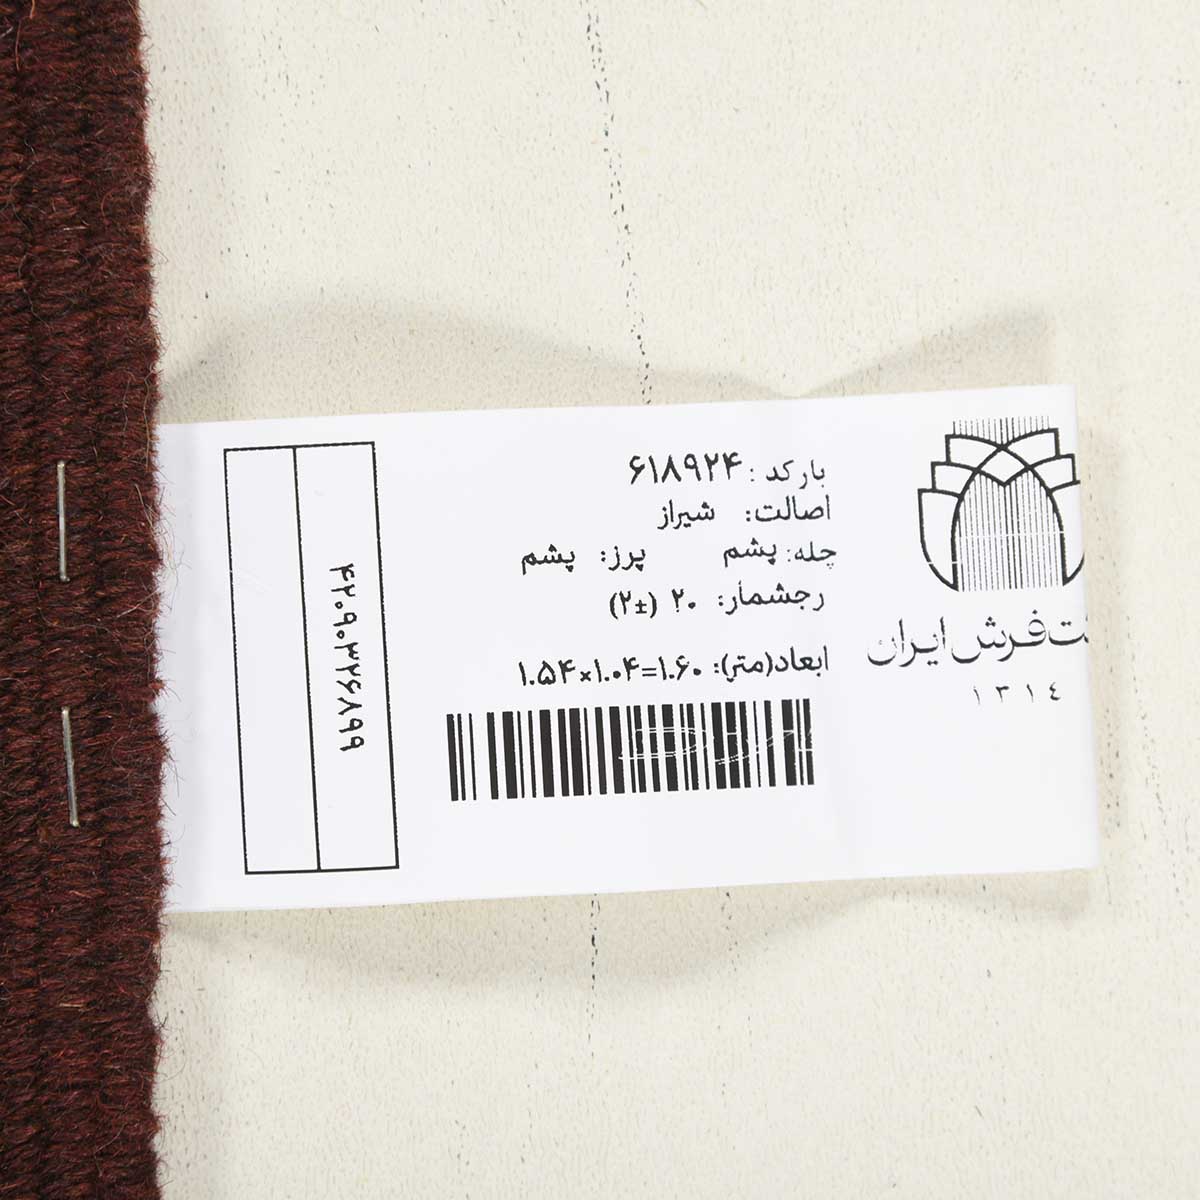 بارکد: ۶۱۸۹۲۴
اصالت: شیراز
چله: پشم پرز: پشم
رجشمار: ۲۰ (±۲)
ابعاد(متر): ۱.۵۴×۱.۰۴=۱.۶۰
فرش ایران
۱۳۱۴
۴۲۰۹۰۳۲۶۸۹۹